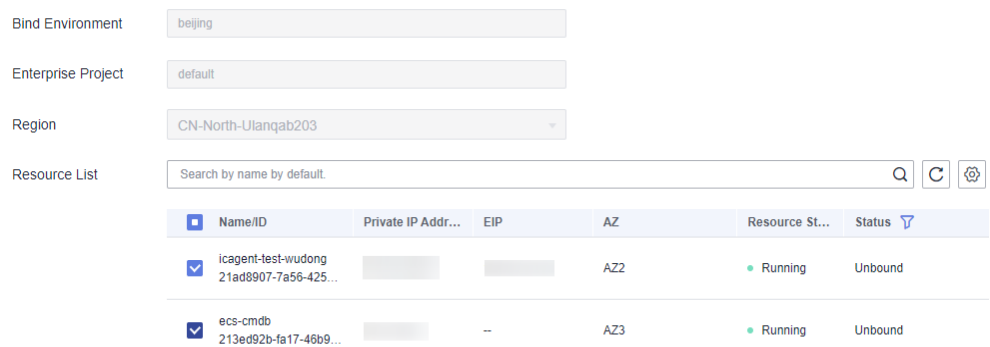 Bind Environment beijing
Enterprise Project default
Region CN-North-Ulanqab203
Resource List Search by name by default.
Name/ID Private IP Addr... EIP AZ Resource St... Status
icagent-test-wudong
21ad8907-7a56-425... AZ2 Running Unbound
ecs-cmdb
213ed92b-fa17-46b9... -- AZ3 Running Unbound